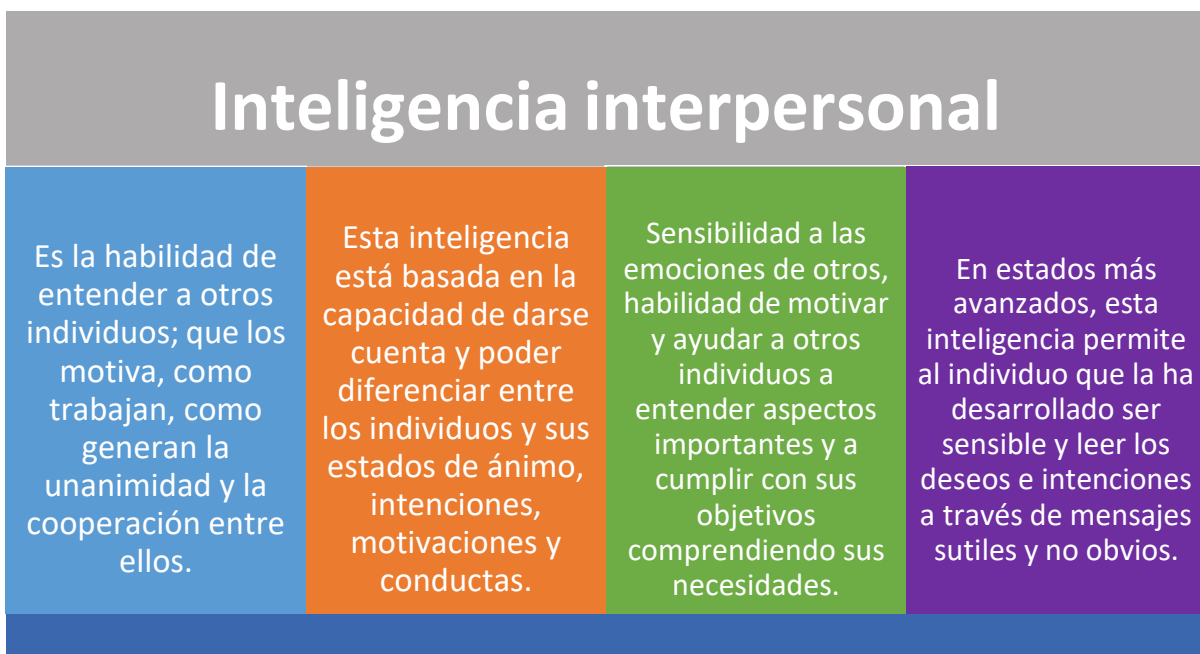 Inteligencia interpersonal
Es la habilidad de
entender a otros
individuos; que los
motiva, como
trabajan, como
generan la
unanimidad y la
cooperación entre
ellos.
Esta inteligencia
está basada en la
capacidad de darse
cuenta y poder
diferenciar entre
los individuos y sus
estados de ánimo,
intenciones,
motivaciones y
conductas.
Sensibilidad a las
emociones de otros,
habilidad de motivar
y ayudar a otros
individuos a
entender aspectos
importantes y a
cumplir con sus
objetivos
comprendiendo sus
necesidades.
En estados más
avanzados, esta
inteligencia permite
al individuo que la ha
desarrollado ser
sensible y leer los
deseos e intenciones
a través de mensajes
sutiles y no obvios.